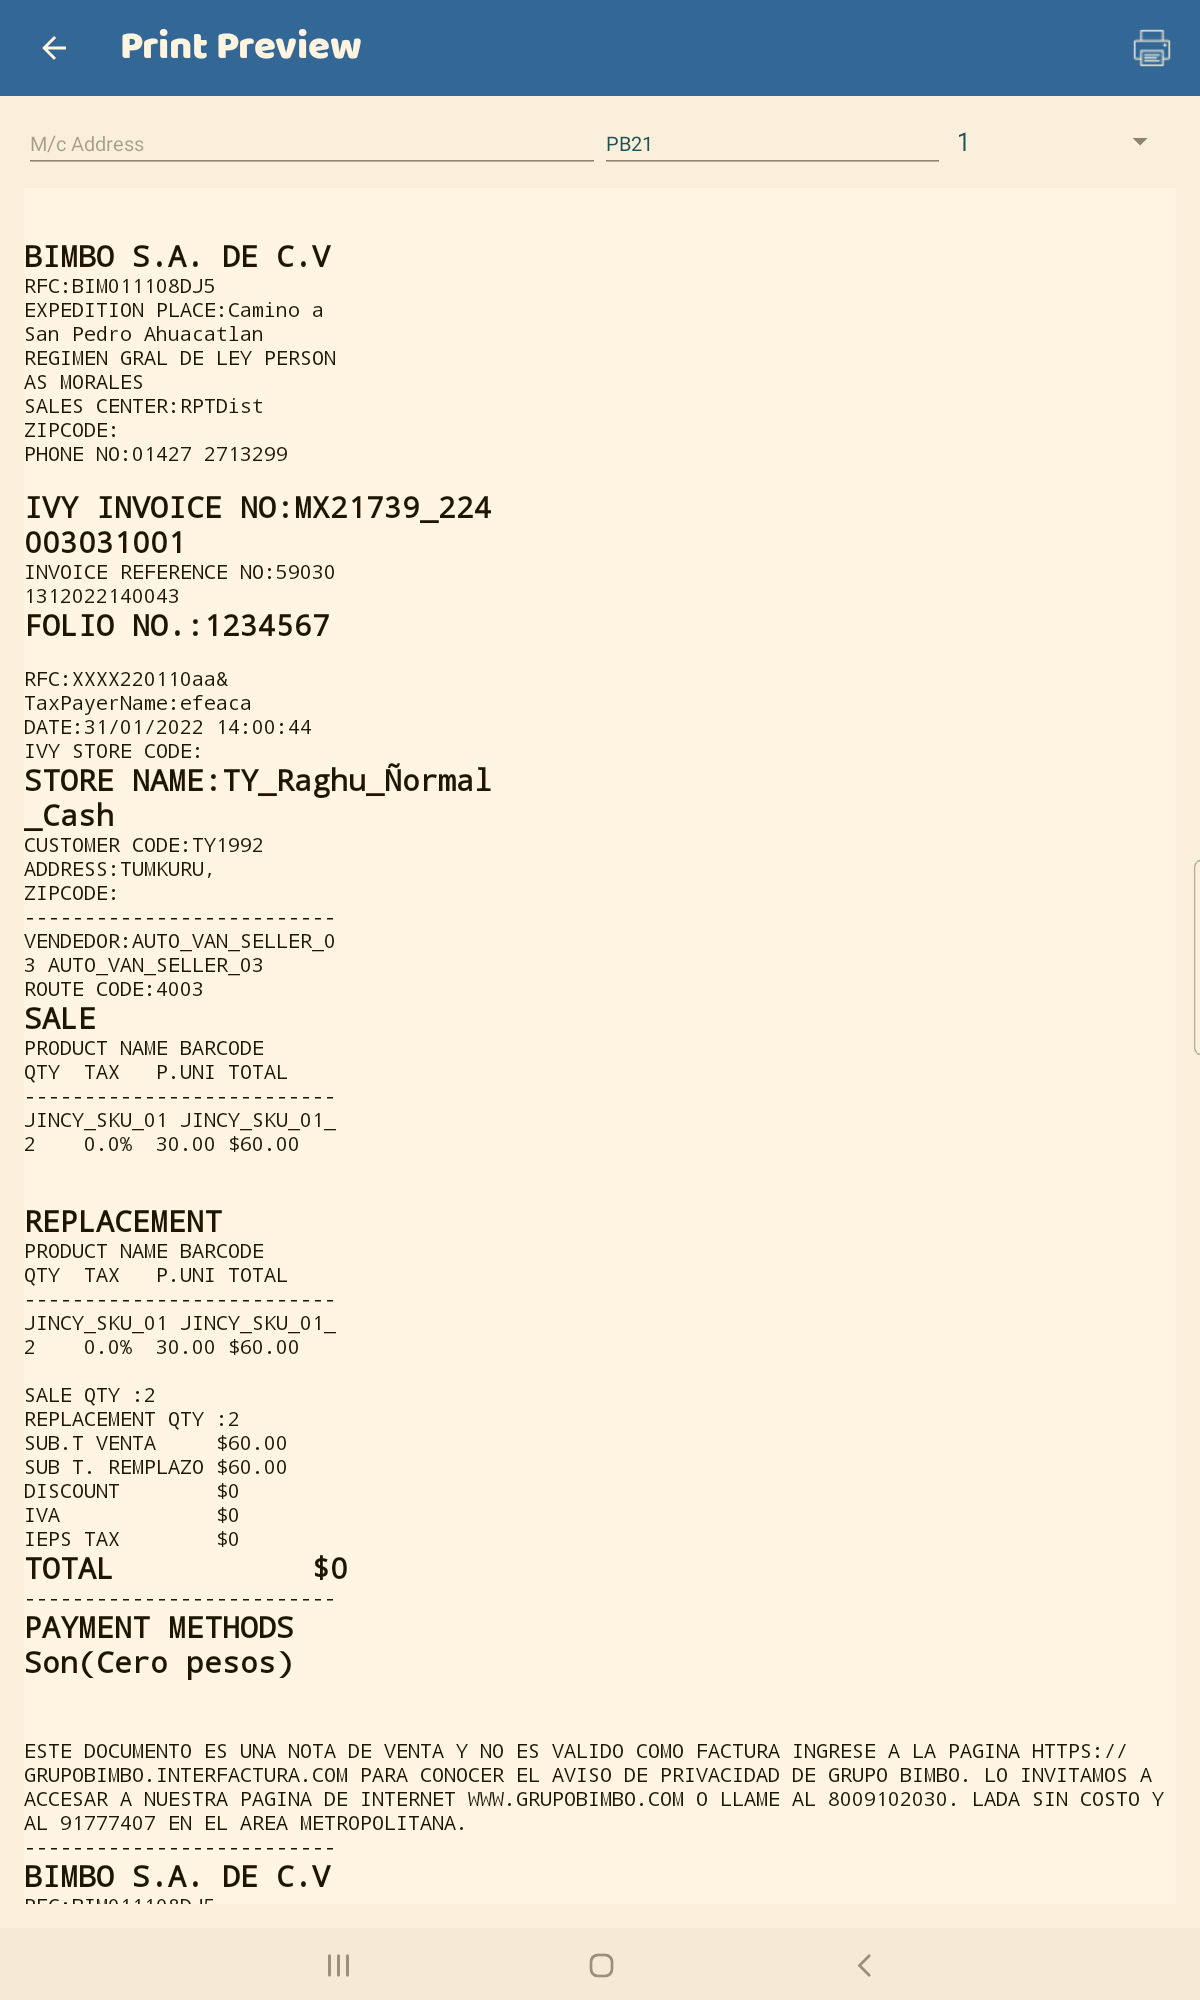 Print Preview
M/c Address
PB21
1
BIMBO S.A. DE C.V
RFC:BIM011108DJ5
EXPEDITION PLACE:Camino a
San Pedro Ahuacatlan
REGIMEN GRAL DE LEY PERSON
AS MORALES
SALES CENTER:RPTDist
ZIPCODE:
PHONE NO:01427 2713299
IVY INVOICE NO:MX21739_224
003031001
INVOICE REFERENCE NO:59030
1312022140043
FOLIO NO.:1234567
RFC:XXXX220110aa&
TaxPayerName:efeaca
DATE:31/01/2022 14:00:44
IVY STORE CODE:
STORE NAME:TY_Raghu_Ñormal
_Cash
CUSTOMER CODE:TY1992
ADDRESS:TUMKURU,
ZIPCODE:
--------------------------
VENDEDOR:AUTO_VAN_SELLER_0
3 AUTO_VAN_SELLER_03
ROUTE CODE:4003
SALE
PRODUCT NAME BARCODE
QTY  TAX   P.UNI TOTAL
--------------------------
JINCY_SKU_01 JINCY_SKU_01_
2    0.0%  30.00 $60.00
REPLACEMENT
PRODUCT NAME BARCODE
QTY  TAX   P.UNI TOTAL
--------------------------
JINCY_SKU_01 JINCY_SKU_01_
2    0.0%  30.00 $60.00
SALE QTY :2
REPLACEMENT QTY :2
SUB.T VENTA     $60.00
SUB T. REMPLAZO $60.00
DISCOUNT        $0
IVA             $0
IEPS TAX        $0
TOTAL           $0
--------------------------
PAYMENT METHODS
Son(Cero pesos)
ESTE DOCUMENTO ES UNA NOTA DE VENTA Y NO ES VALIDO COMO FACTURA INGRESE A LA PAGINA HTTPS://
GRUPOBIMBO.INTERFACTURA.COM PARA CONOCER EL AVISO DE PRIVACIDAD DE GRUPO BIMBO. LO INVITAMOS A
ACCESAR A NUESTRA PAGINA DE INTERNET WWW.GRUPOBIMBO.COM O LLAME AL 8009102030. LADA SIN COSTO Y
AL 91777407 EN EL AREA METROPOLITANA.
--------------------------
BIMBO S.A. DE C.V
RFC:BIM011108DJ5